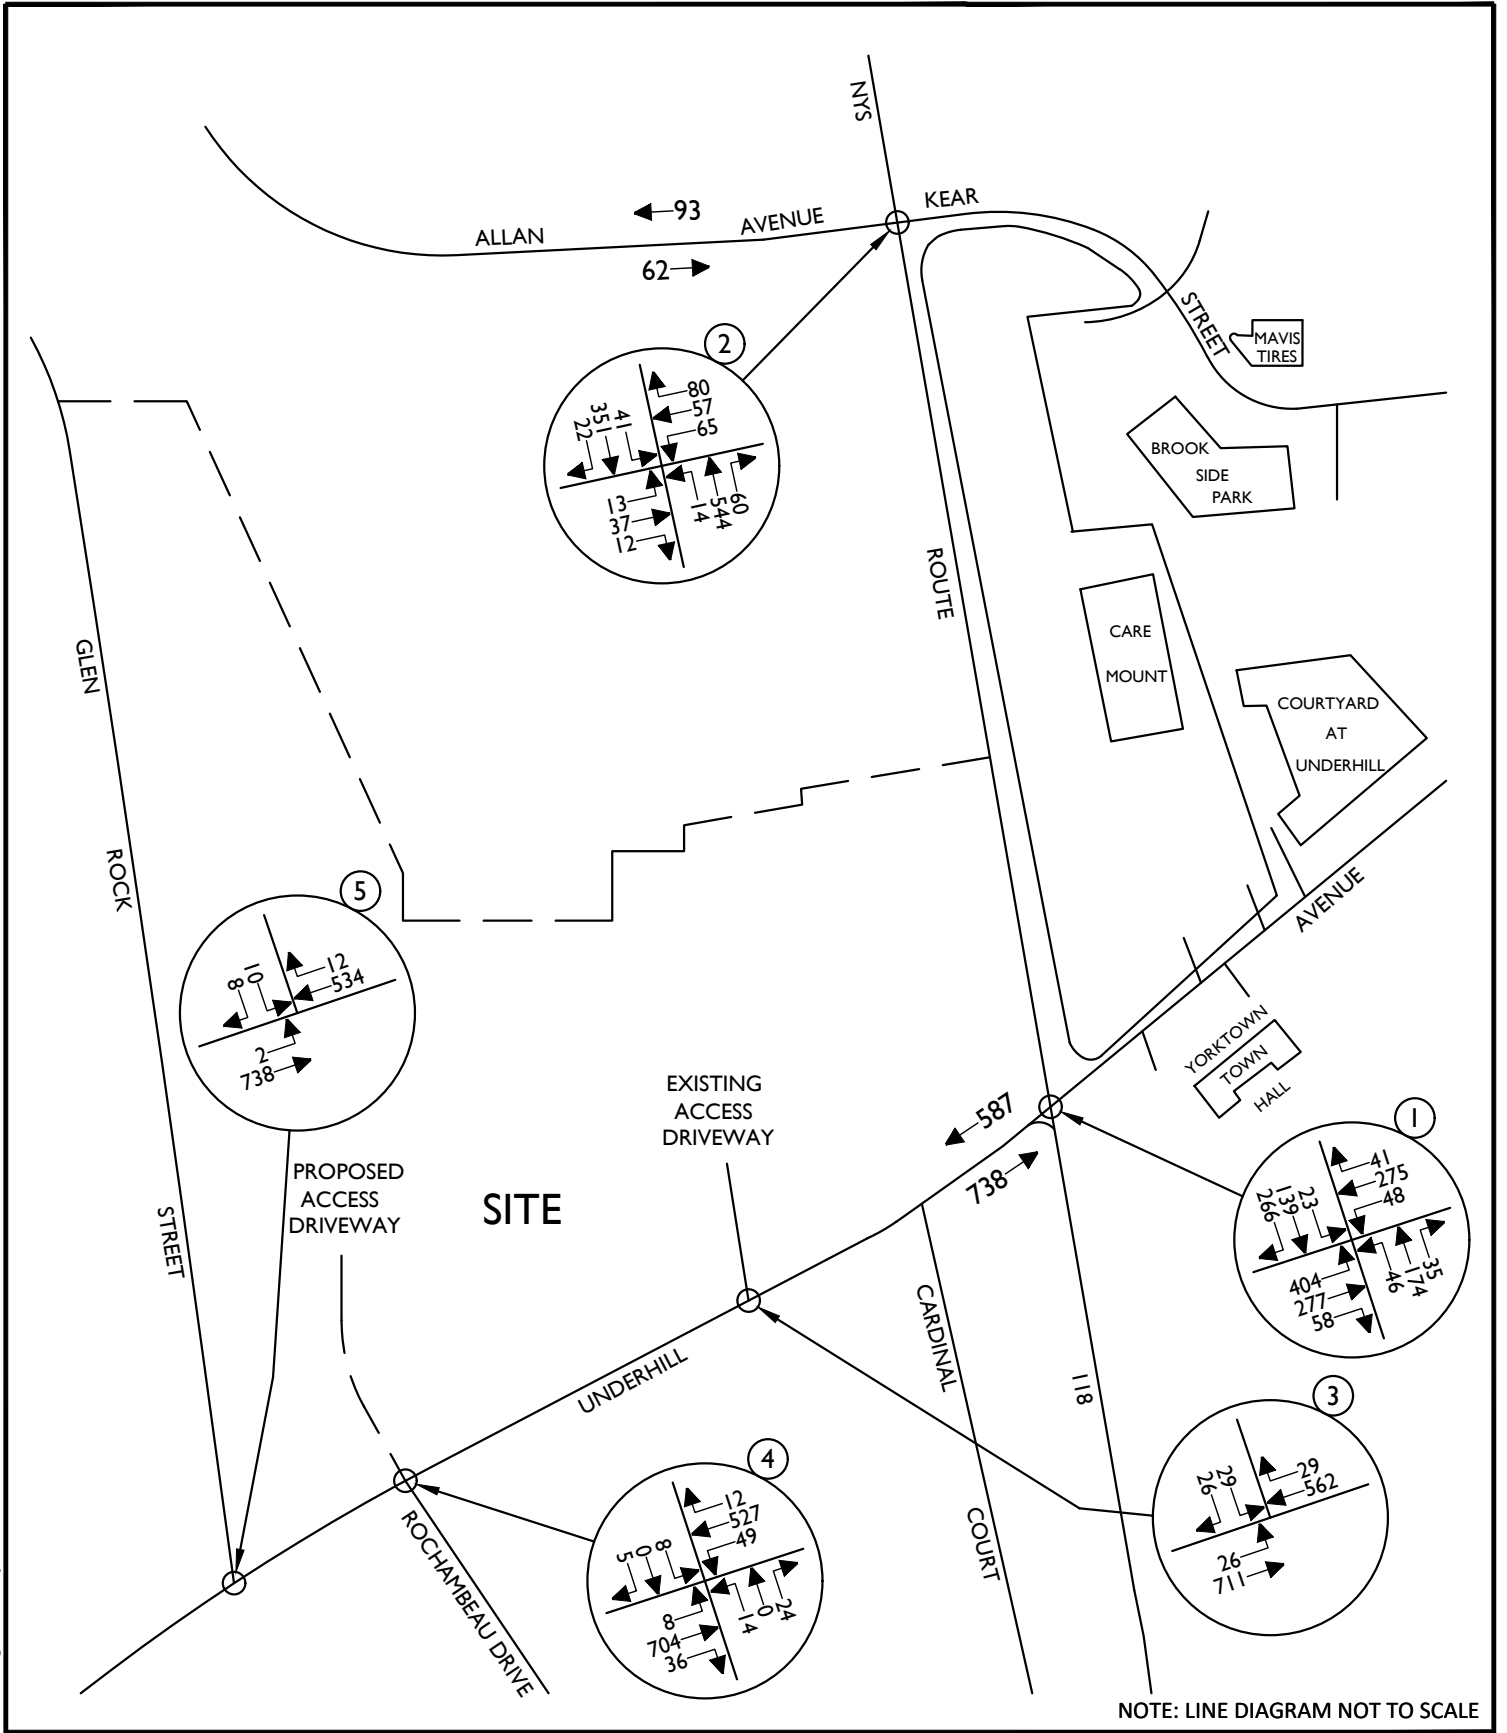 NYS
KEAR
93
ALLAN
AVENUE
62
STREET
MAVIS
TIRES
2
80
57
65
22
351
41
13
37
12
14
544
60
BROOK
SIDE
PARK
ROUTE
CARE
MOUNT
GLEN
COURTYARD
AT
UNDERHILL
ROCK
AVENUE
5
12
534
8
10
2
738
YORKTOWN
TOWN
HALL
EXISTING
ACCESS
DRIVEWAY
587
738
1
41
275
48
266
139
23
404
277
58
46
174
35
PROPOSED
ACCESS
DRIVEWAY
SITE
STREET
CARDINAL
UNDERHILL
118
3
29
562
26
29
26
711
4
12
527
49
5
0
8
8
704
36
14
0
24
ROCHAMBEAU DRIVE
COURT
NOTE: LINE DIAGRAM NOT TO SCALE